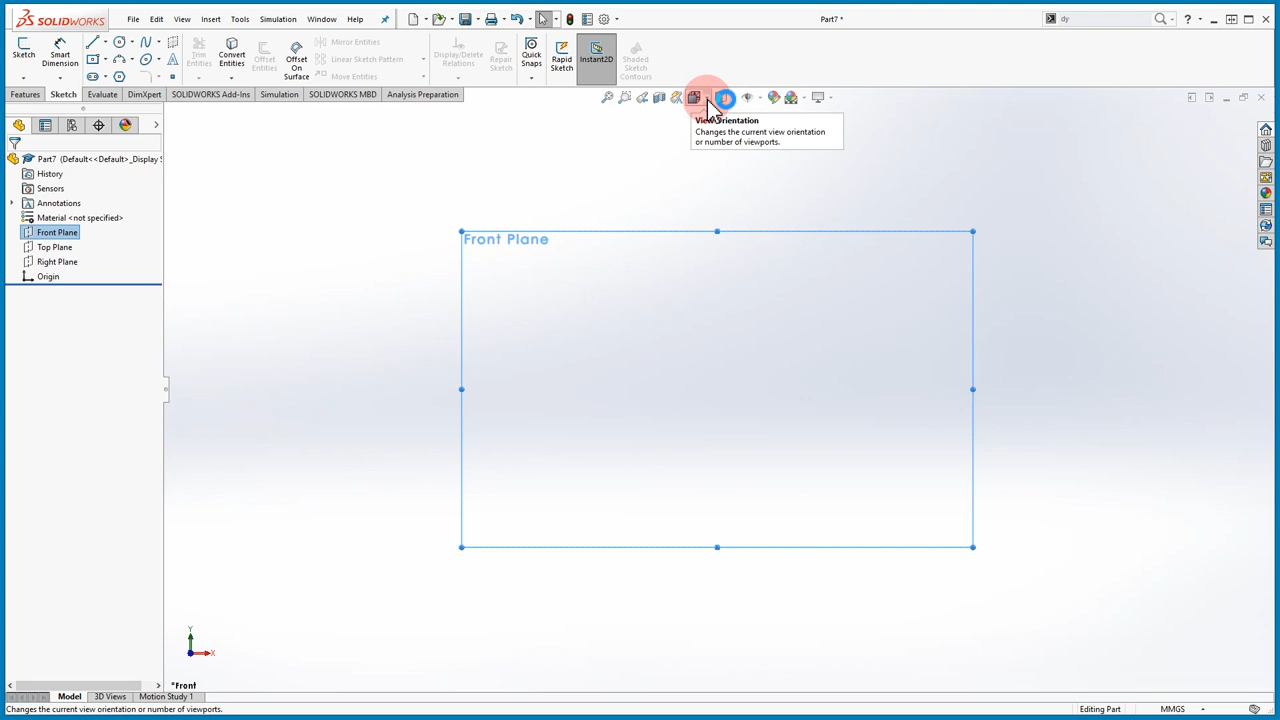 SOLIDWORKS File Edit View Insert Tools Simulation Window Help Part7 * dy ?
Sketch Smart Dimension Trim Entities Convert Entities Offset Entities Offset On Surface Mirror Entities Linear Sketch Pattern Move Entities Display/Delete Relations Repair Sketch Quick Snaps Rapid Sketch Instant2D Shaded Sketch Contours
Features Sketch Evaluate DimXpert SOLIDWORKS Add-Ins Simulation SOLIDWORKS MBD Analysis Preparation
View Orientation
Changes the current view orientation
or number of viewports.
Part7 (Default<<Default>_Display S
History
Sensors
Annotations
Material <not specified>
Front Plane
Top Plane
Right Plane
Origin
Front Plane
Y
X
*Front
Model 3D Views Motion Study 1
Changes the current view orientation or number of viewports. Editing Part MMGS